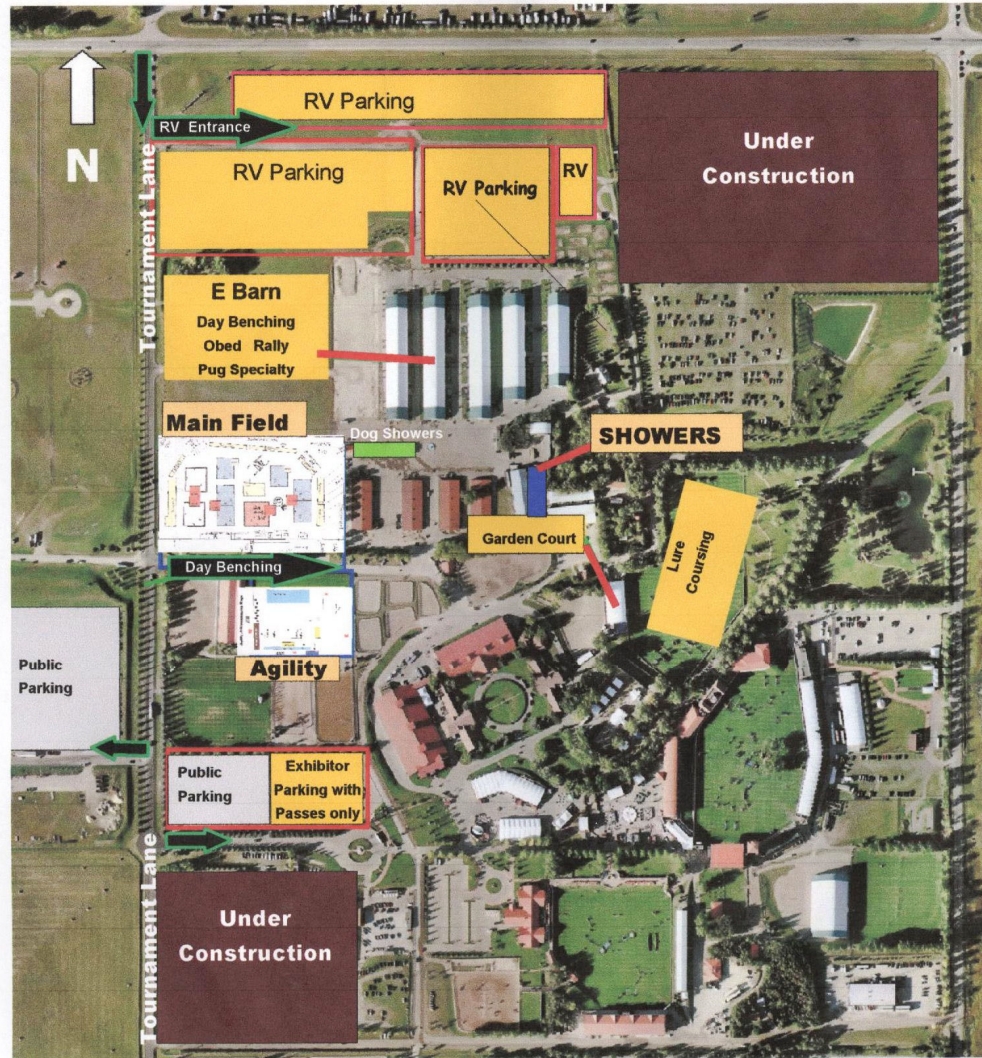 RV Parking
RV Entrance
N
RV Parking
RV Parking
RV
Under
Construction
Tournament Lane
E Barn
Day Benching
Obed Rally
Pug Specialty
Main Field
Dog Showers
SHOWERS
Garden Court
Lure
Coursing
Day Benching
Agility
Public
Parking
Public
Parking
Exhibitor
Parking with
Passes only
Tournament Lane
Under
Construction